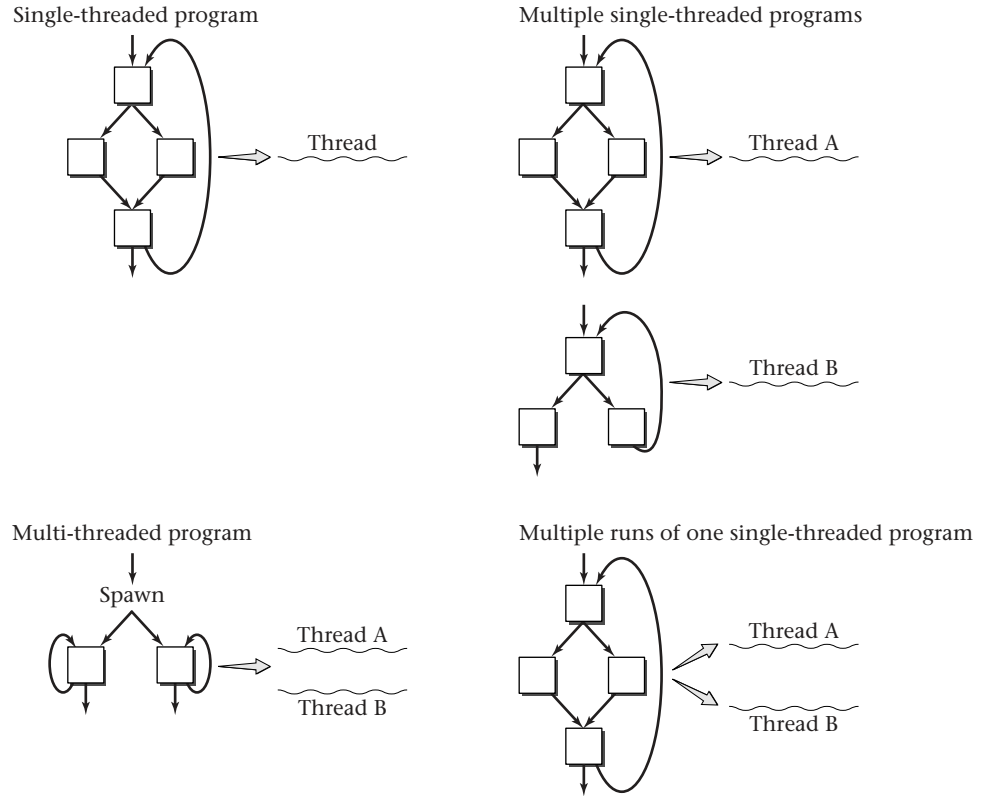 Single-threaded program
Thread
Multiple single-threaded programs
Thread A
Thread B
Multi-threaded program
Spawn
Thread A
Thread B
Multiple runs of one single-threaded program
Thread A
Thread B